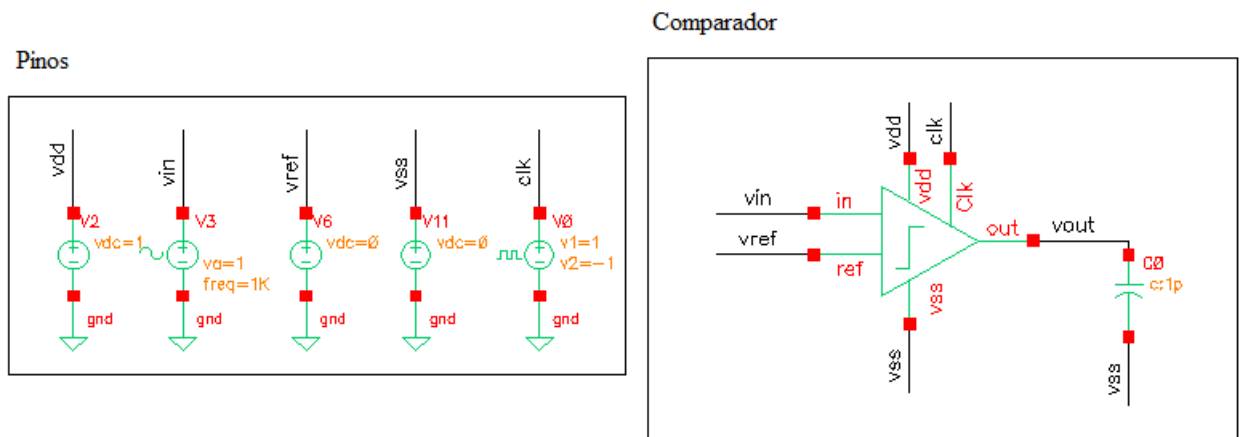 Pinos
vdd
vin
vref
vss
clk
V2
V3
V6
V11
V0
vdc=1
va=1
freq=1K
vdc=0
vdc=0
v1=1
v2=-1
gnd
gnd
gnd
gnd
gnd
Comparador
vdd
clk
vdd
Clk
vin
in
vref
ref
out
vout
vss
vss
C0
c:1p
vss